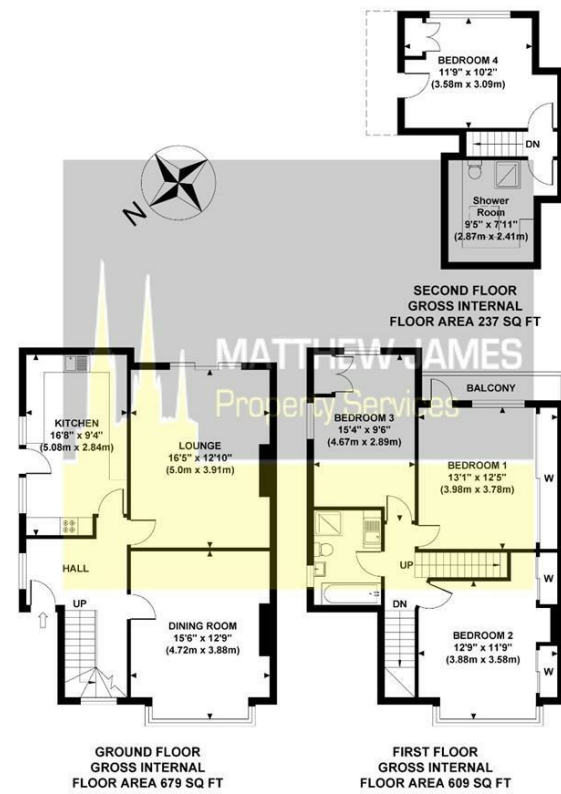 BEDROOM 4
11'9" x 10'2"
(3.58m x 3.09m)
DN
Shower
Room
9'5" x 7'11"
(2.87m x 2.41m)
SECOND FLOOR
GROSS INTERNAL
FLOOR AREA 237 SQ FT
N
MATTHEW JAMES
Property Services
KITCHEN
16'8" x 9'4"
(5.08m x 2.84m)
LOUNGE
16'5" x 12'10"
(5.0m x 3.91m)
HALL
UP
DINING ROOM
15'6" x 12'9"
(4.72m x 3.88m)
GROUND FLOOR
GROSS INTERNAL
FLOOR AREA 679 SQ FT
BALCONY
BEDROOM 3
15'4" x 9'6"
(4.67m x 2.89m)
BEDROOM 1
13'1" x 12'5"
(3.98m x 3.78m)
W
UP
W
DN
BEDROOM 2
12'9" x 11'9"
(3.88m x 3.58m)
W
FIRST FLOOR
GROSS INTERNAL
FLOOR AREA 609 SQ FT